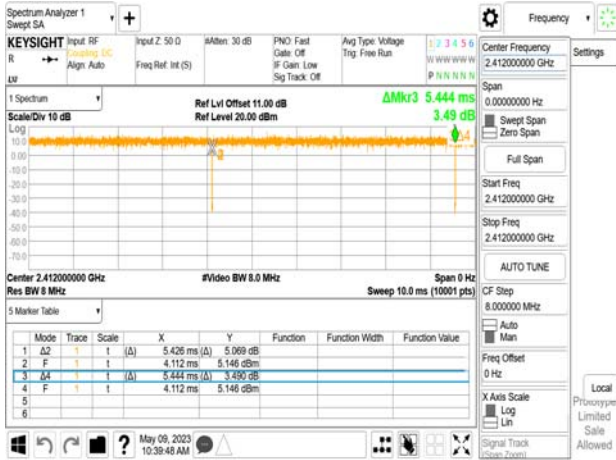 Spectrum Analyzer 1
Swept SA
Frequency
KEYSIGHT
R
Input: RF
Coupling: DC
Align: Auto
Input Z: 50 Ω
Freq Ref: Int (S)
#Atten: 30 dB
PNO: Fast
Gate: Off
IF Gain: Low
Sig Track: Off
Avg Type: Voltage
Trig: Free Run
1 2 3 4 5 6
W W W W W W
P N N N N N
1 Spectrum
Scale/Div 10 dB
Ref Lvl Offset 11.00 dB
Ref Level 20.00 dBm
ΔMkr3 5.444 ms
3.49 dB
Log
10.0
0.00
-10.0
-20.0
-30.0
-40.0
-50.0
-60.0
-70.0
Center 2.412000000 GHz
Res BW 8 MHz
#Video BW 8.0 MHz
Span 0 Hz
Sweep 10.0 ms (10001 pts)
5 Marker Table
Mode Trace Scale X Y Function Function Width Function Value
1 Δ2 1 t (Δ) 5.426 ms (Δ) 5.069 dB
2 F 1 t 4.112 ms 5.146 dBm
3 Δ4 1 t (Δ) 5.444 ms (Δ) 3.490 dB
4 F 1 t 4.112 ms 5.146 dBm
5
6
May 09, 2023
10:39:48 AM
Center Frequency
2.412000000 GHz
Settings
Span
0.00000000 Hz
Swept Span
Zero Span
Full Span
Start Freq
2.412000000 GHz
Stop Freq
2.412000000 GHz
AUTO TUNE
CF Step
8.000000 MHz
Auto
Man
Freq Offset
0 Hz
X Axis Scale
Log
Lin
Signal Track
(Span Zoom)
Local
Prototype
Limited
Sale
Allowed